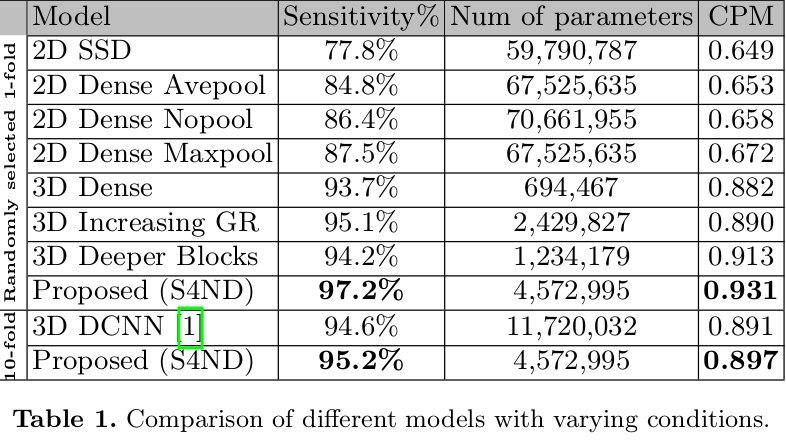 Model Sensitivity% Num of parameters CPM
Randomly selected 1-fold
2D SSD 77.8% 59,790,787 0.649
2D Dense Avepool 84.8% 67,525,635 0.653
2D Dense Nopool 86.4% 70,661,955 0.658
2D Dense Maxpool 87.5% 67,525,635 0.672
3D Dense 93.7% 694,467 0.882
3D Increasing GR 95.1% 2,429,827 0.890
3D Deeper Blocks 94.2% 1,234,179 0.913
Proposed (S4ND) 97.2% 4,572,995 0.931
10-fold
3D DCNN [1] 94.6% 11,720,032 0.891
Proposed (S4ND) 95.2% 4,572,995 0.897
Table 1. Comparison of different models with varying conditions.